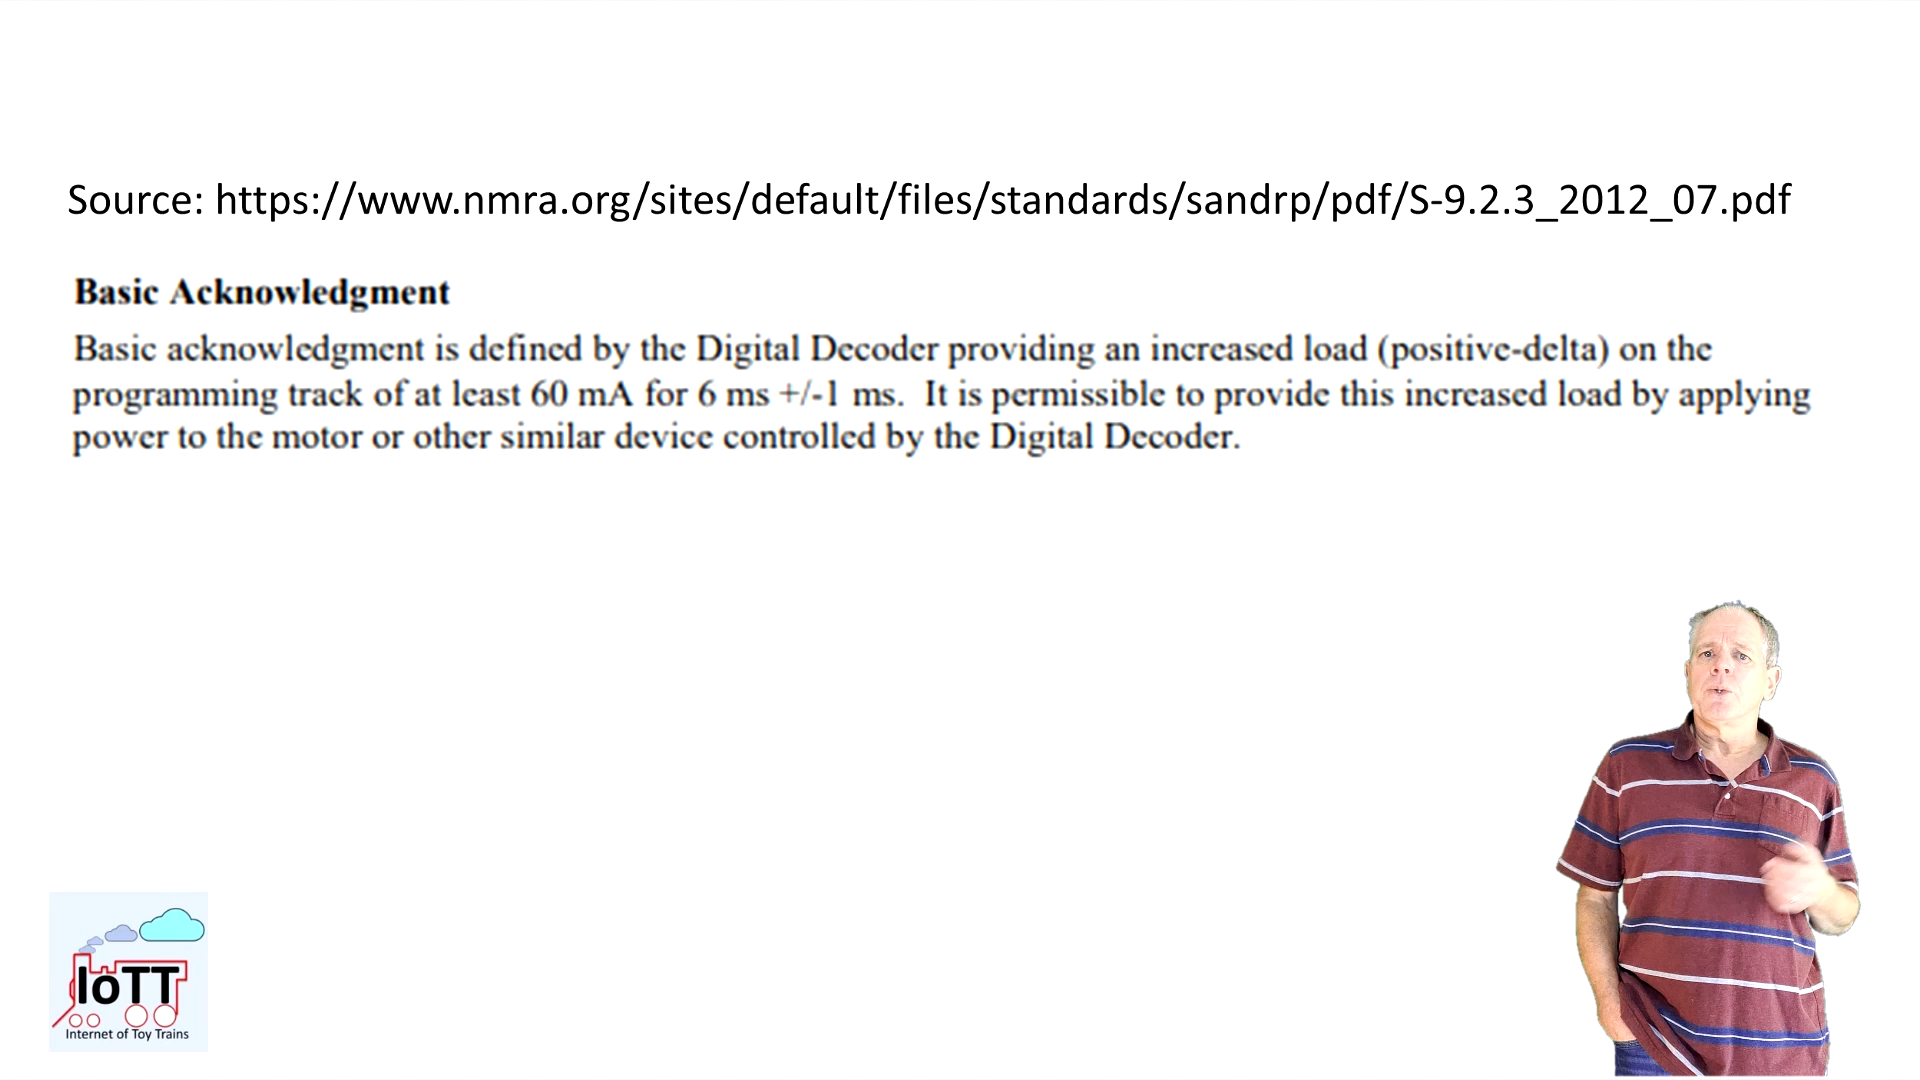 Source: https://www.nmra.org/sites/default/files/standards/sandrp/pdf/S-9.2.3_2012_07.pdf
Basic Acknowledgment
Basic acknowledgment is defined by the Digital Decoder providing an increased load (positive-delta) on the
programming track of at least 60 mA for 6 ms +/-1 ms.  It is permissible to provide this increased load by applying
power to the motor or other similar device controlled by the Digital Decoder.
IoTT
Internet of Toy Trains